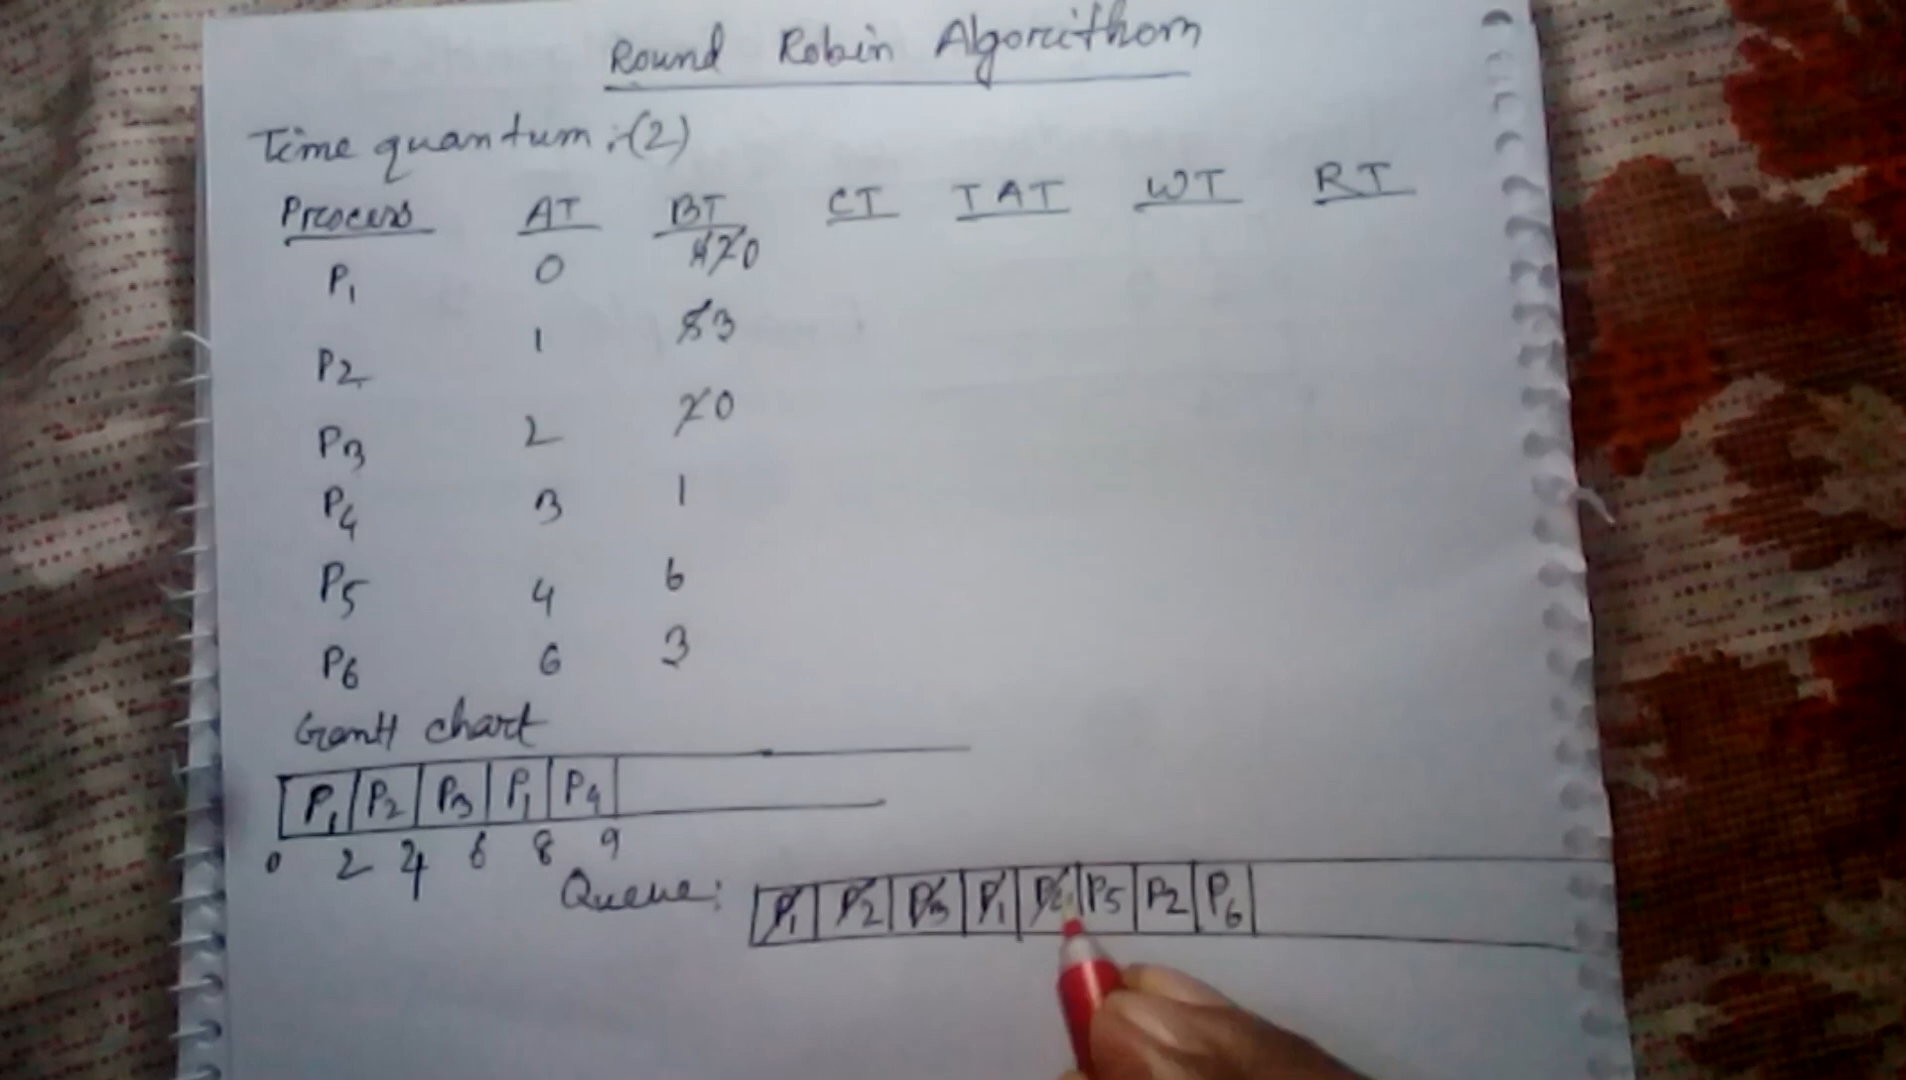 Round Robin Algorithom
Time quantum :- (2)
Process AT BT CT TAT WT RT
P1 0 4 2 0
P2 1 5 3
P3 2 2 0
P4 3 1
P5 4 6
P6 6 3
Gantt chart
P1 P2 P3 P1 P4
0 2 4 6 8 9
Queue: P1 P2 P3 P1 P4 P5 P2 P6